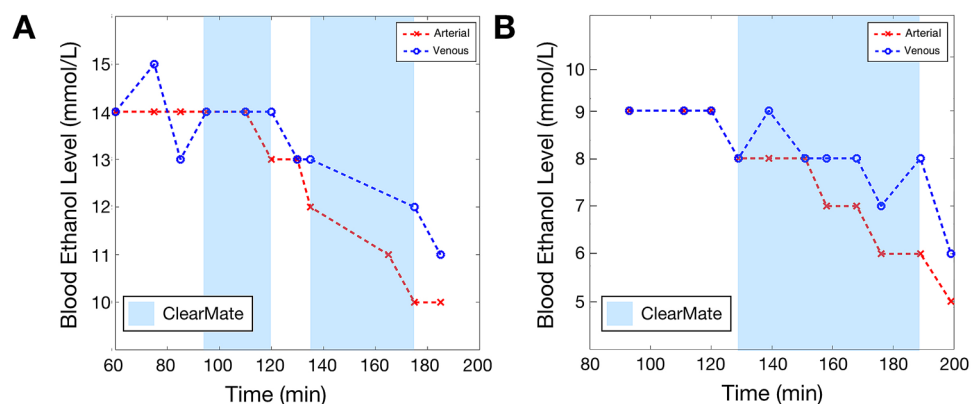 A
Blood Ethanol Level (mmol/L)
15
14
13
12
11
10
60 80 100 120 140 160 180 200
Time (min)
Arterial
Venous
ClearMate
B
Blood Ethanol Level (mmol/L)
10
9
8
7
6
5
80 100 120 140 160 180 200
Time (min)
Arterial
Venous
ClearMate